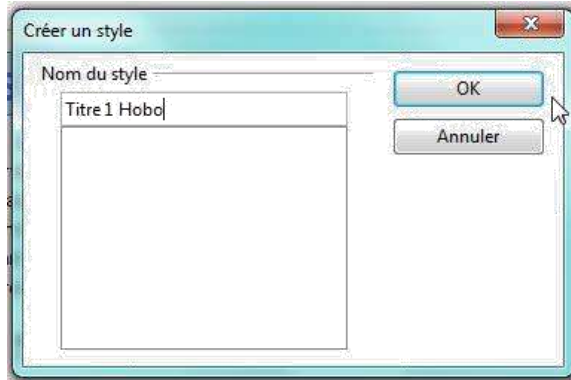 Créer un style
Nom du style
OK
Titre 1 Hobo
Annuler